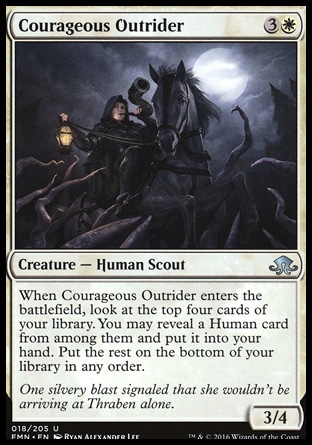 Courageous Outrider 3
Creature — Human Scout
When Courageous Outrider enters the
battlefield, look at the top four cards of
your library. You may reveal a Human card
from among them and put it into your
hand. Put the rest on the bottom of your
library in any order.
One silvery blast signaled that she wouldn't be
arriving at Thraben alone.
3/4
018/205 U
EMN • EN Ryan Alexander Lee ™ & © 2016 Wizards of the Coast